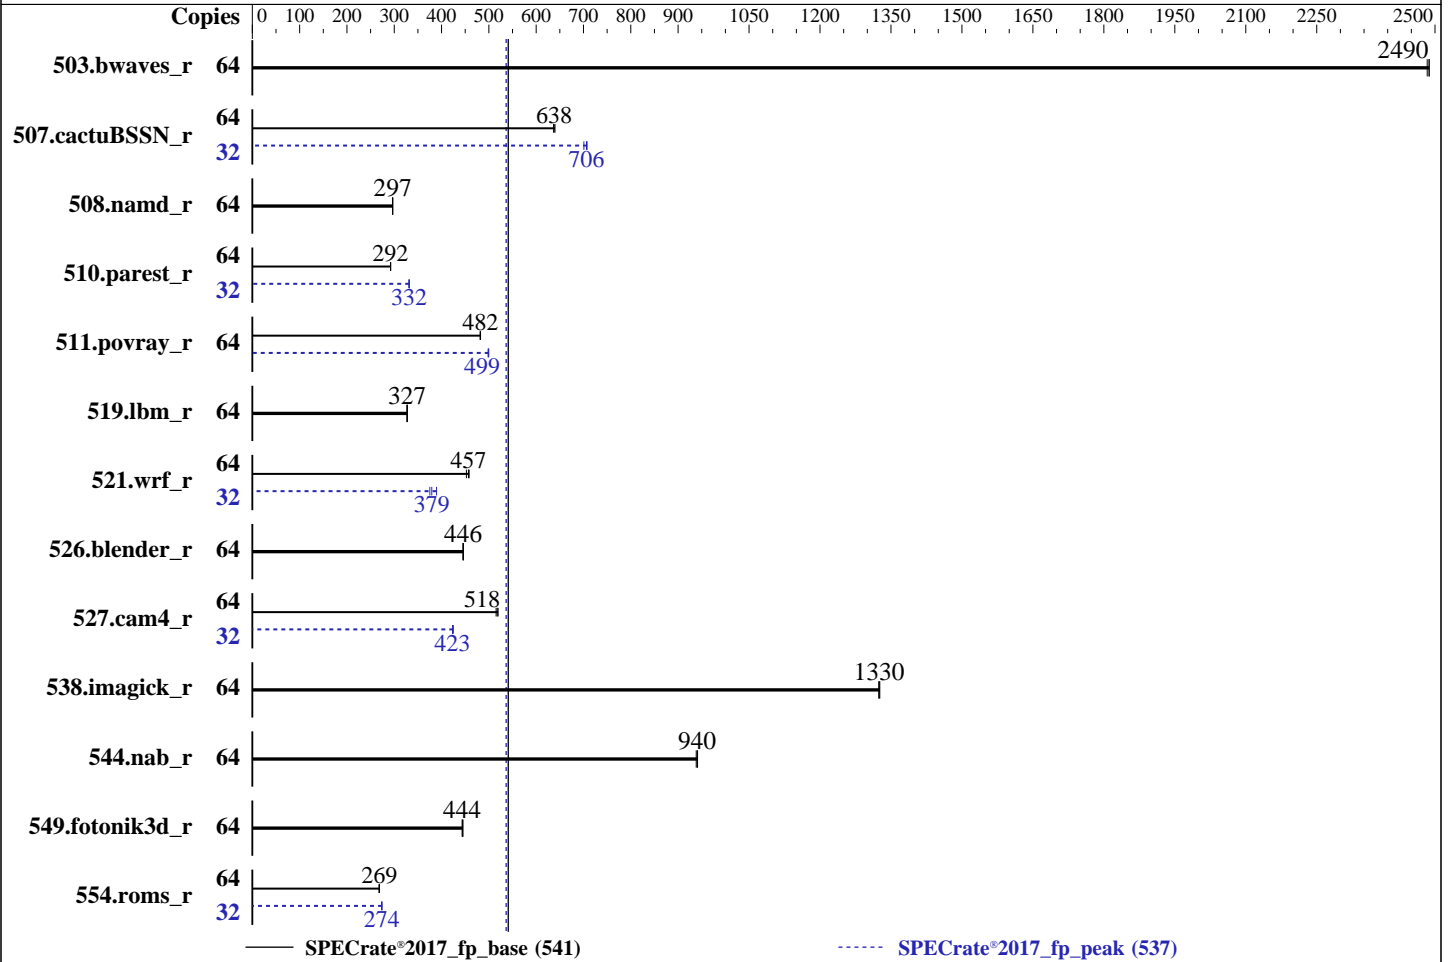 Copies 0 100 200 300 400 500 600 700 800 900 1050 1200 1350 1500 1650 1800 1950 2100 2250 2500
503.bwaves_r 64 2490
507.cactuBSSN_r 64 638
32 706
508.namd_r 64 297
510.parest_r 64 292
32 332
511.povray_r 64 482
499
519.lbm_r 64 327
521.wrf_r 64 457
32 379
526.blender_r 64 446
527.cam4_r 64 518
32 423
538.imagick_r 64 1330
544.nab_r 64 940
549.fotonik3d_r 64 444
554.roms_r 64 269
32 274
SPECrate®2017_fp_base (541) SPECrate®2017_fp_peak (537)